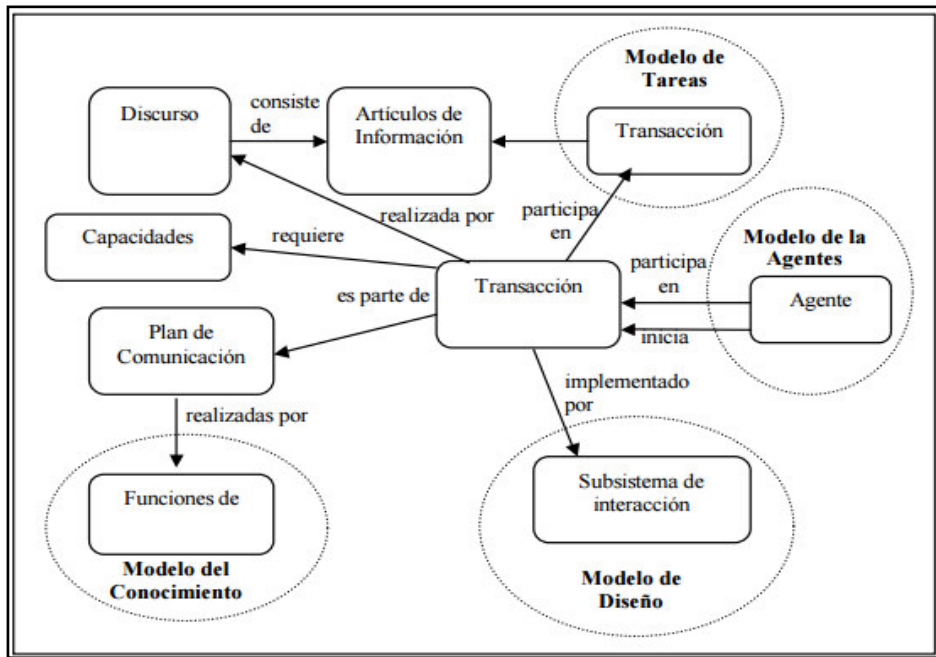 Modelo de
Tareas
Discurso
consiste
de
Artículos de
Información
Transacción
realizada por
participa
en
Capacidades
requiere
Modelo de la
Agentes
es parte de
Transacción
participa
en
Agente
inicia
Plan de
Comunicación
implementado
por
realizadas por
Funciones de
Subsistema de
interacción
Modelo del
Conocimiento
Modelo de
Diseño